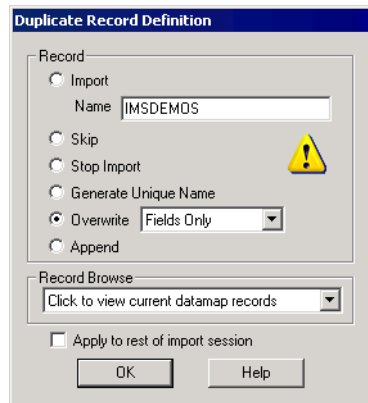 Duplicate Record Definition
Record
Import
Name IMSDEMOS
Skip
Stop Import
Generate Unique Name
Overwrite Fields Only
Append
Record Browse
Click to view current datamap records
Apply to rest of import session
OK Help